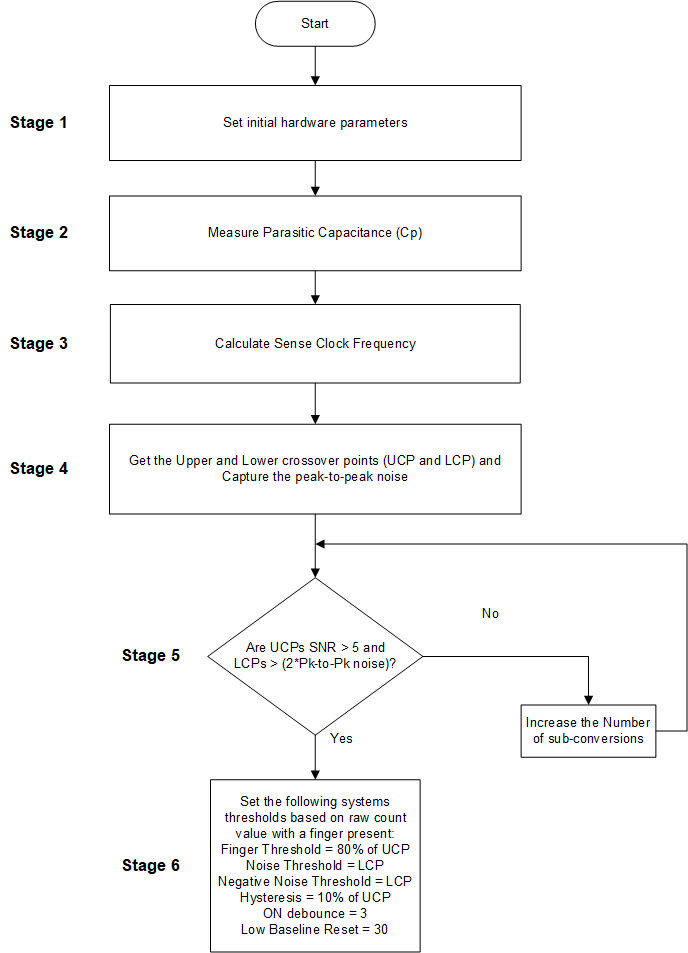 Start
Stage 1
Set initial hardware parameters
Stage 2
Measure Parasitic Capacitance (Cp)
Stage 3
Calculate Sense Clock Frequency
Stage 4
Get the Upper and Lower crossover points (UCP and LCP) and
Capture the peak-to-peak noise
Stage 5
Are UCPs SNR > 5 and
LCPs > (2*Pk-to-Pk noise)?
No
Increase the Number
of sub-conversions
Yes
Stage 6
Set the following systems
thresholds based on raw count
value with a finger present:
Finger Threshold = 80% of UCP
Noise Threshold = LCP
Negative Noise Threshold = LCP
Hysteresis = 10% of UCP
ON debounce = 3
Low Baseline Reset = 30